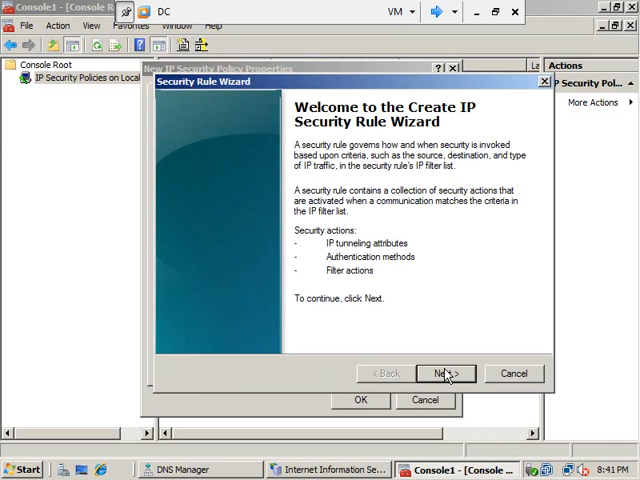 Console1 - [Console R
DC
VM
File
Action
View
Favorites
Window
Help
Console Root
IP Security Policies on Local
New IP Security Policy Properties
Security Rule Wizard
Welcome to the Create IP
Security Rule Wizard
A security rule governs how and when security is invoked
based upon criteria, such as the source, destination, and type
of IP traffic, in the security rule's IP filter list.
A security rule contains a collection of security actions that
are activated when a communication matches the criteria in
the IP filter list.
Security actions:
- IP tunneling attributes
- Authentication methods
- Filter actions
To continue, click Next.
< Back
Cancel
OK
Cancel
La
Actions
IP Security Pol...
More Actions
Start
DNS Manager
Internet Information Se...
Console1 - [Console ...
8:41 PM